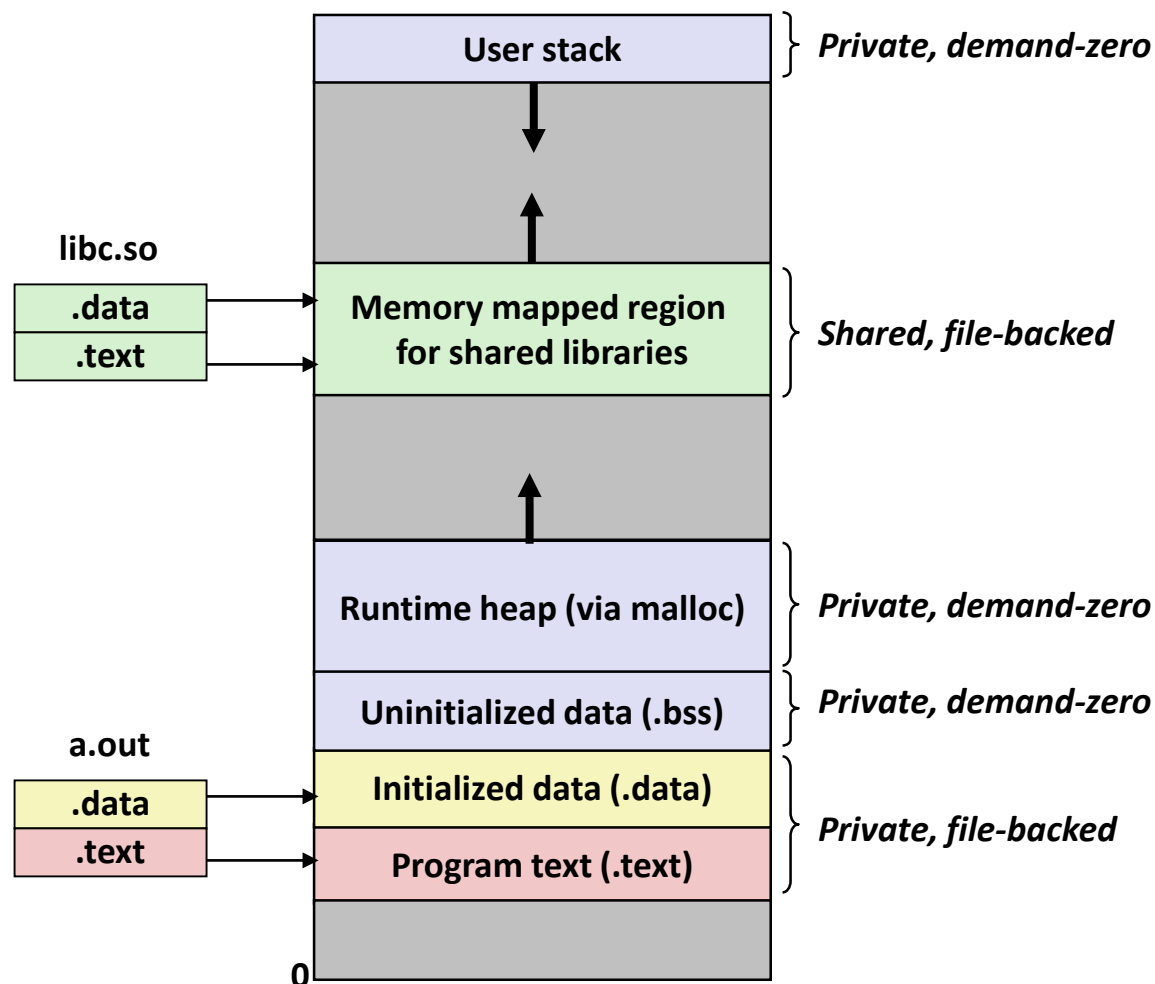 User stack
Private, demand-zero
libc.so
.data
.text
Memory mapped region
for shared libraries
Shared, file-backed
Runtime heap (via malloc)
Private, demand-zero
Uninitialized data (.bss)
Private, demand-zero
a.out
.data
.text
Initialized data (.data)
Program text (.text)
Private, file-backed
0